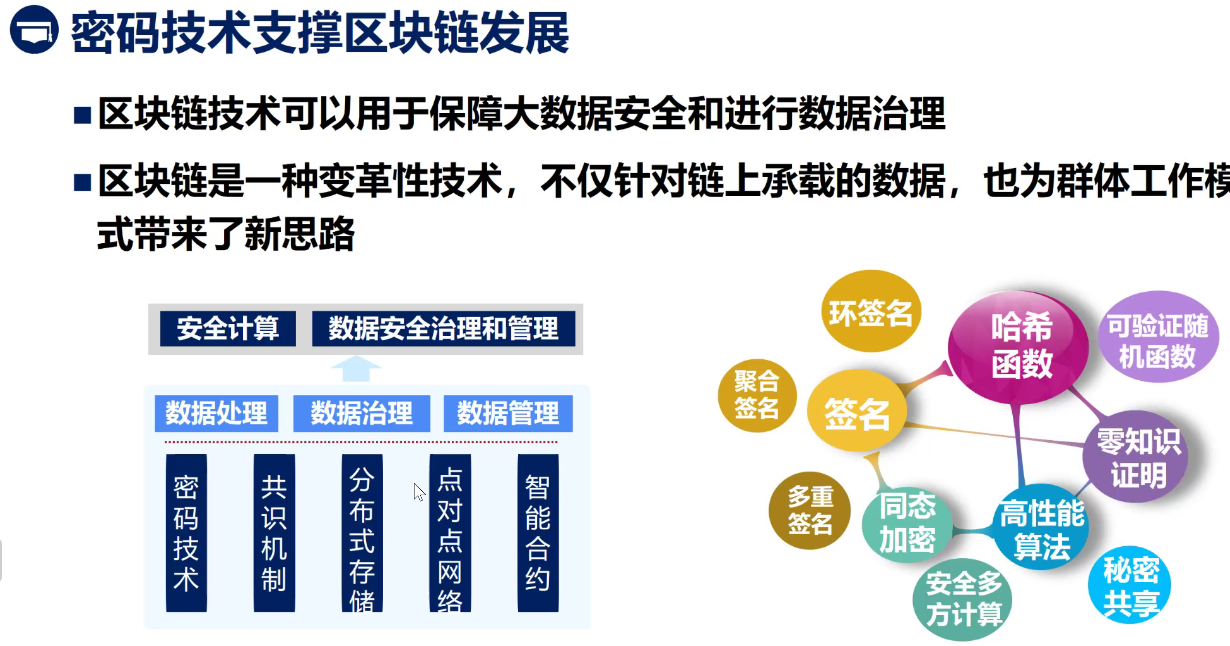 密码技术支撑区块链发展
■区块链技术可以用于保障大数据安全和进行数据治理
■区块链是一种变革性技术，不仅针对链上承载的数据，也为群体工作模
式带来了新思路
安全计算 数据安全治理和管理
数据处理 数据治理 数据管理
密码技术
共识机制
分布式存储
点对点网络
智能合约
环签名
哈希
函数
可验证随
机函数
聚合
签名
签名
零知识
证明
多重
签名
同态
加密
高性能
算法
安全多
方计算
秘密
共享